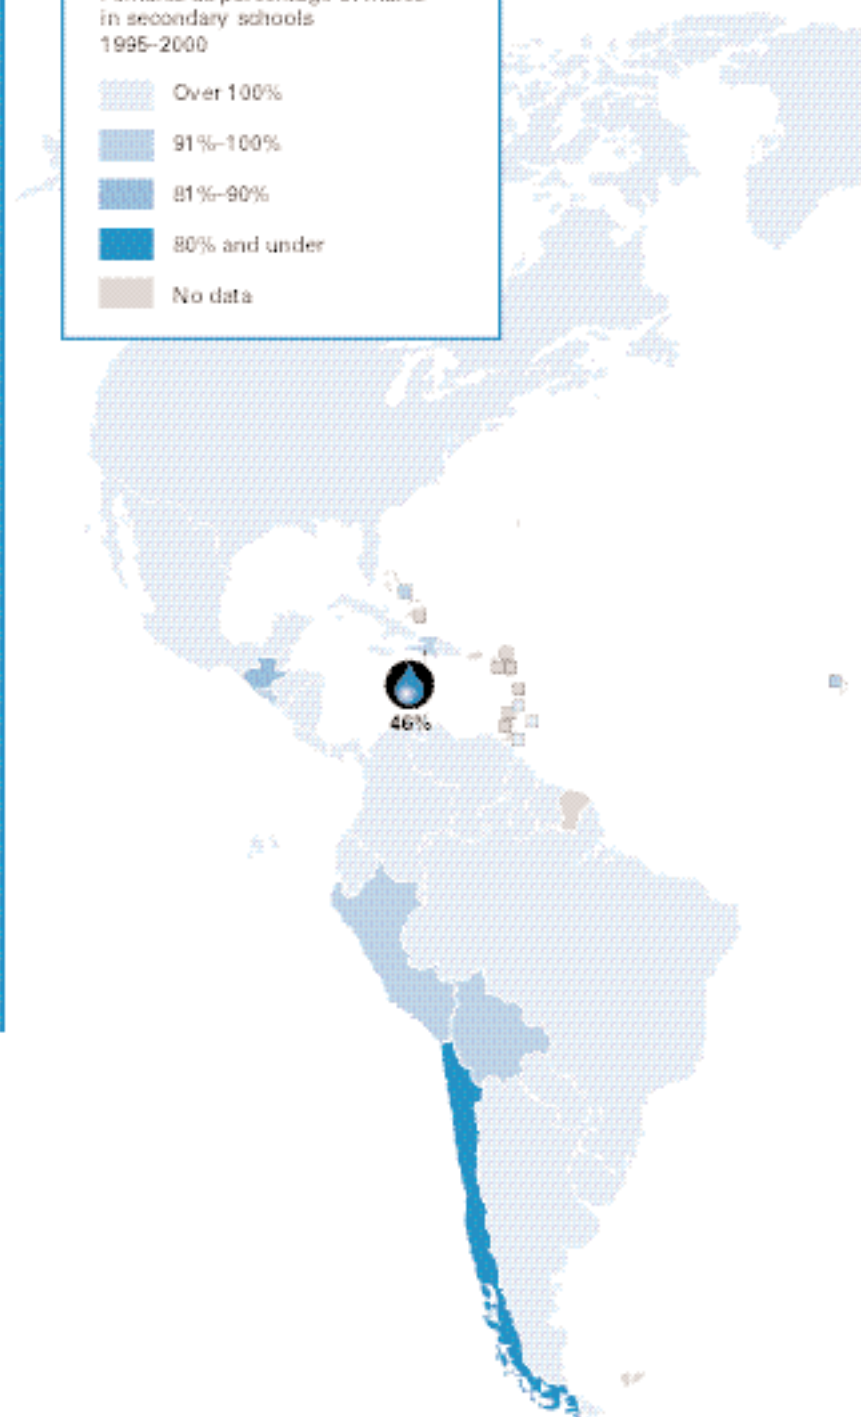 in secondary schools
1995–2000
Over 100%
91%–100%
81%–90%
80% and under
No data
46%